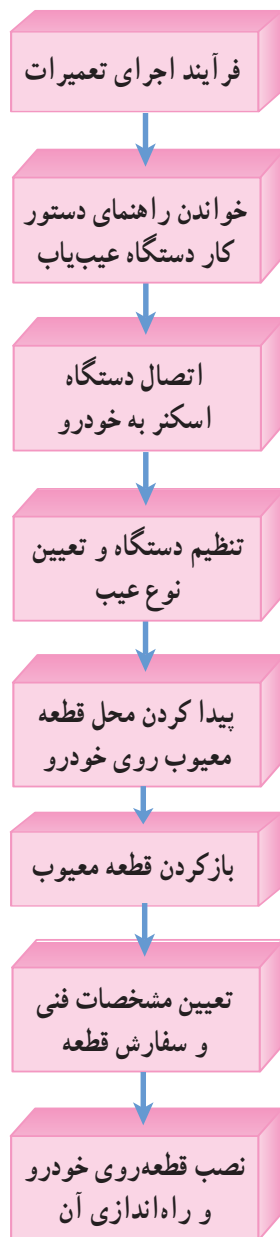 فرآیند اجرای تعمیرات
خواندن راهنمای دستور
کار دستگاه عیب‌یاب
اتصال دستگاه
اسکنر به خودرو
تنظیم دستگاه و تعیین
نوع عیب
پیدا کردن محل قطعه
معیوب روی خودرو
بازکردن قطعه معیوب
تعیین مشخصات فنی
و سفارش قطعه
نصب قطعه‌روی خودرو
و راه‌اندازی آن